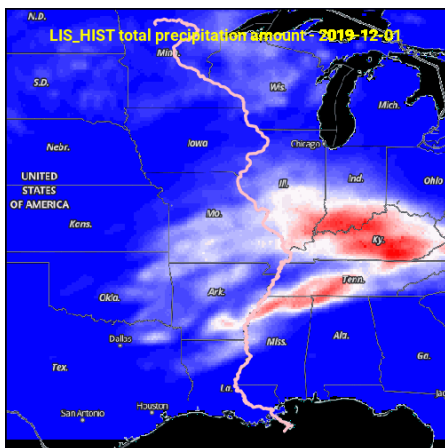 N.D.
LIS_HIST total precipitation amount - 2019-12-01
Min.
S.D.
Wis.
Mich.
Iowa
Chicago
Nebr.
Ill.
Ind.
Ohio
UNITED
STATES
OF AMERICA
Mo.
Kans.
Ky.
Tenn.
Okla.
Ark.
Dallas
Miss.
Ala.
Ga.
Tex.
La.
Houston
San Antonio